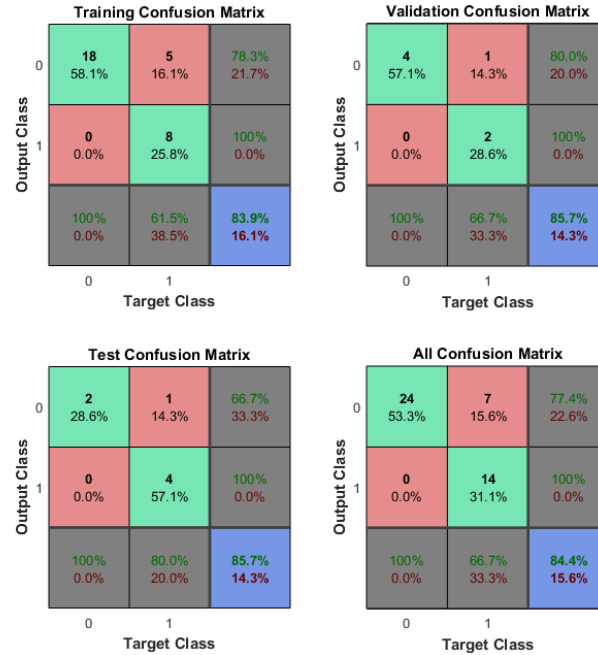 Training Confusion Matrix
18 5 78.3%
58.1% 16.1% 21.7%
0 8 100%
0.0% 25.8% 0.0%
100% 61.5% 83.9%
0.0% 38.5% 16.1%
0
1
0 1
Output Class
Target Class
Validation Confusion Matrix
4 1 80.0%
57.1% 14.3% 20.0%
0 2 100%
0.0% 28.6% 0.0%
100% 66.7% 85.7%
0.0% 33.3% 14.3%
0
1
0 1
Output Class
Target Class
Test Confusion Matrix
2 1 66.7%
28.6% 14.3% 33.3%
0 4 100%
0.0% 57.1% 0.0%
100% 80.0% 85.7%
0.0% 20.0% 14.3%
0
1
0 1
Output Class
Target Class
All Confusion Matrix
24 7 77.4%
53.3% 15.6% 22.6%
0 14 100%
0.0% 31.1% 0.0%
100% 66.7% 84.4%
0.0% 33.3% 15.6%
0
1
0 1
Output Class
Target Class